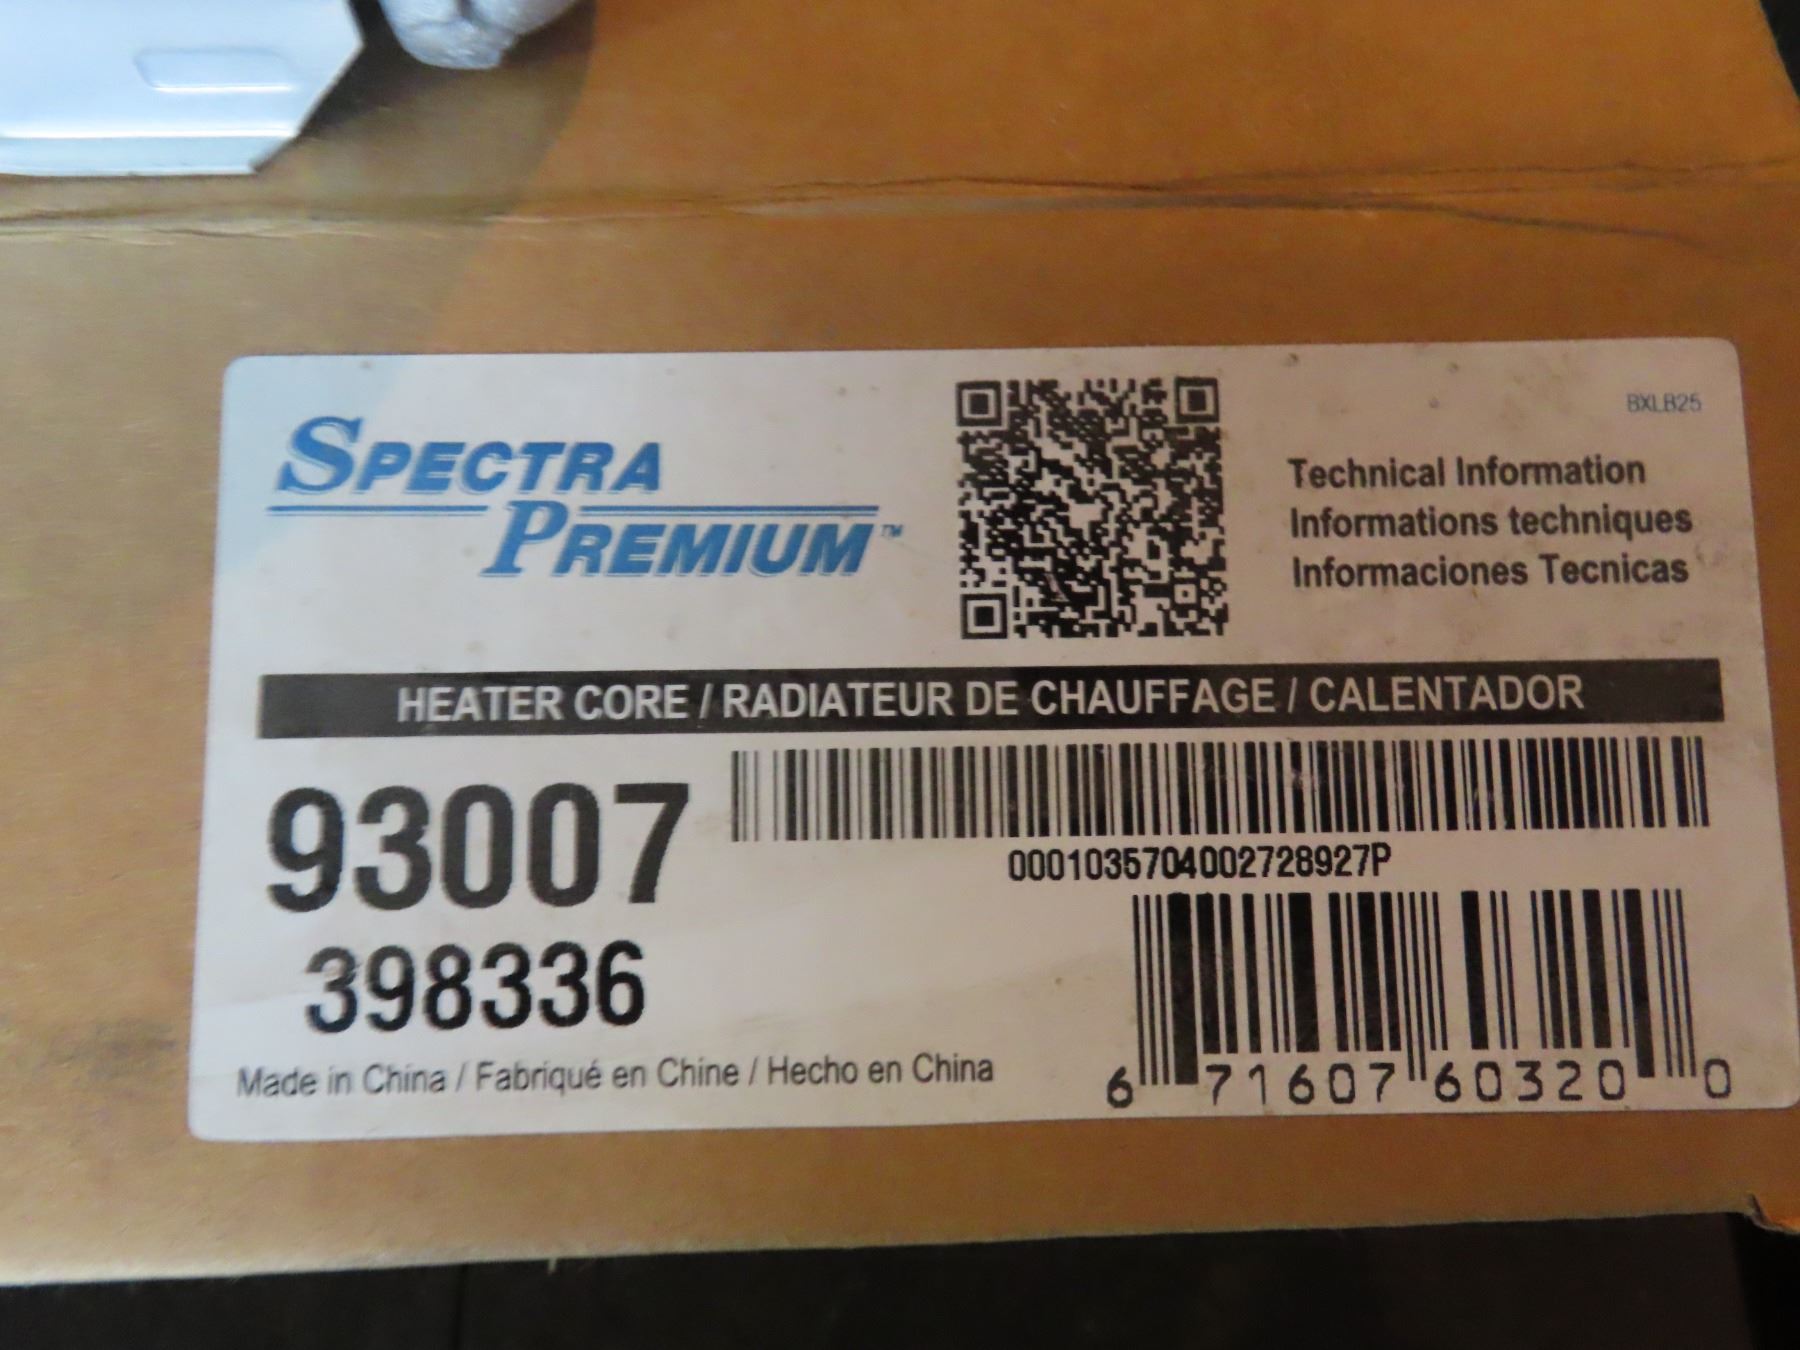 SPECTRA
PREMIUM™
BXLB25
Technical Information
Informations techniques
Informaciones Tecnicas
HEATER CORE / RADIATEUR DE CHAUFFAGE / CALENTADOR
93007
0001035704002728927P
398336
Made in China / Fabriqué en Chine / Hecho en China
6 71607 60320 0